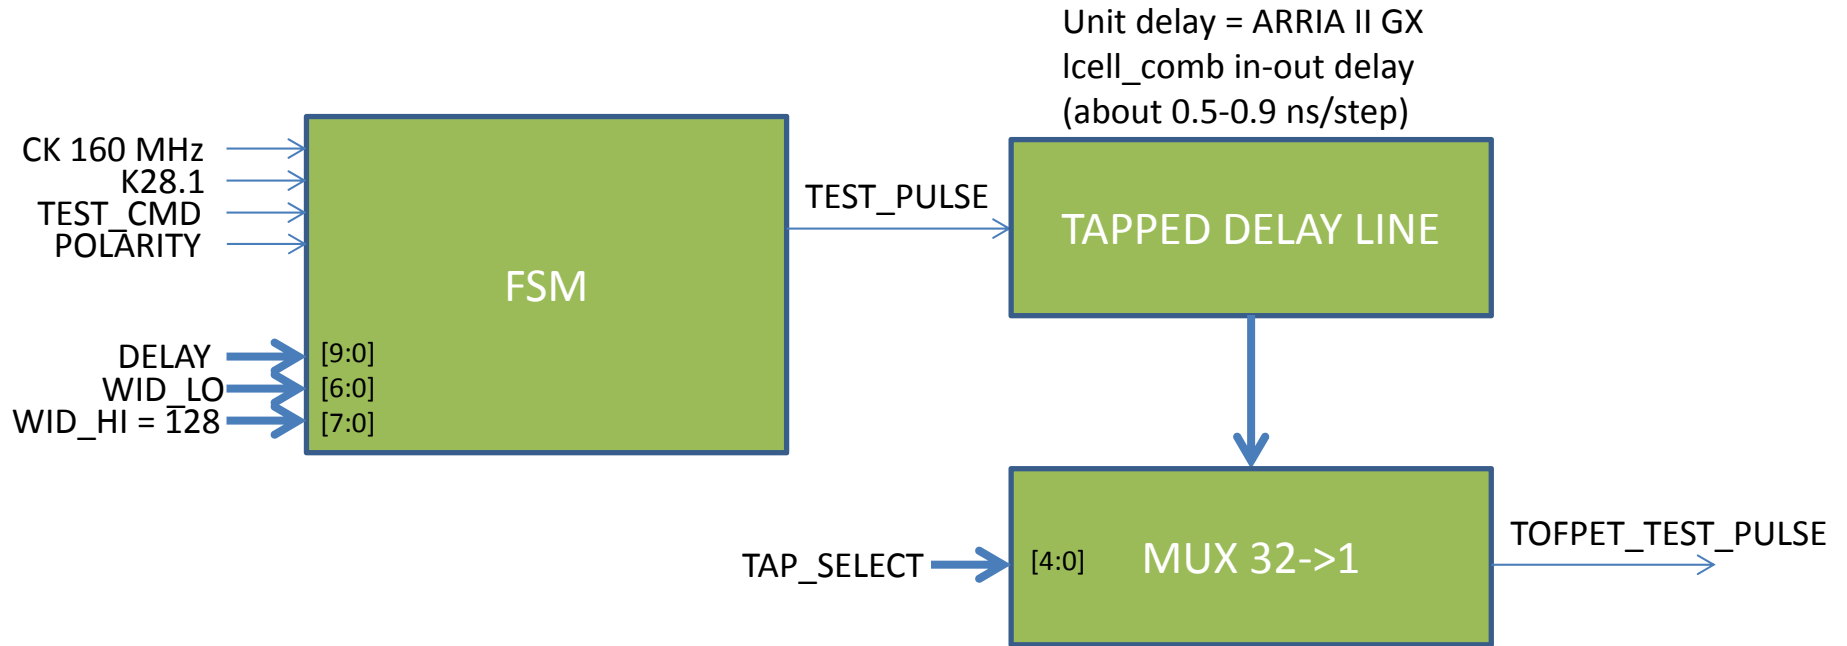 Unit delay = ARRIA II GX
lcell_comb in-out delay
(about 0.5-0.9 ns/step)
CK 160 MHz
K28.1
TEST_CMD
POLARITY
FSM
TEST_PULSE
TAPPED DELAY LINE
DELAY [9:0]
WID_LO [6:0]
WID_HI = 128 [7:0]
TAP_SELECT [4:0] MUX 32->1
TOFPET_TEST_PULSE